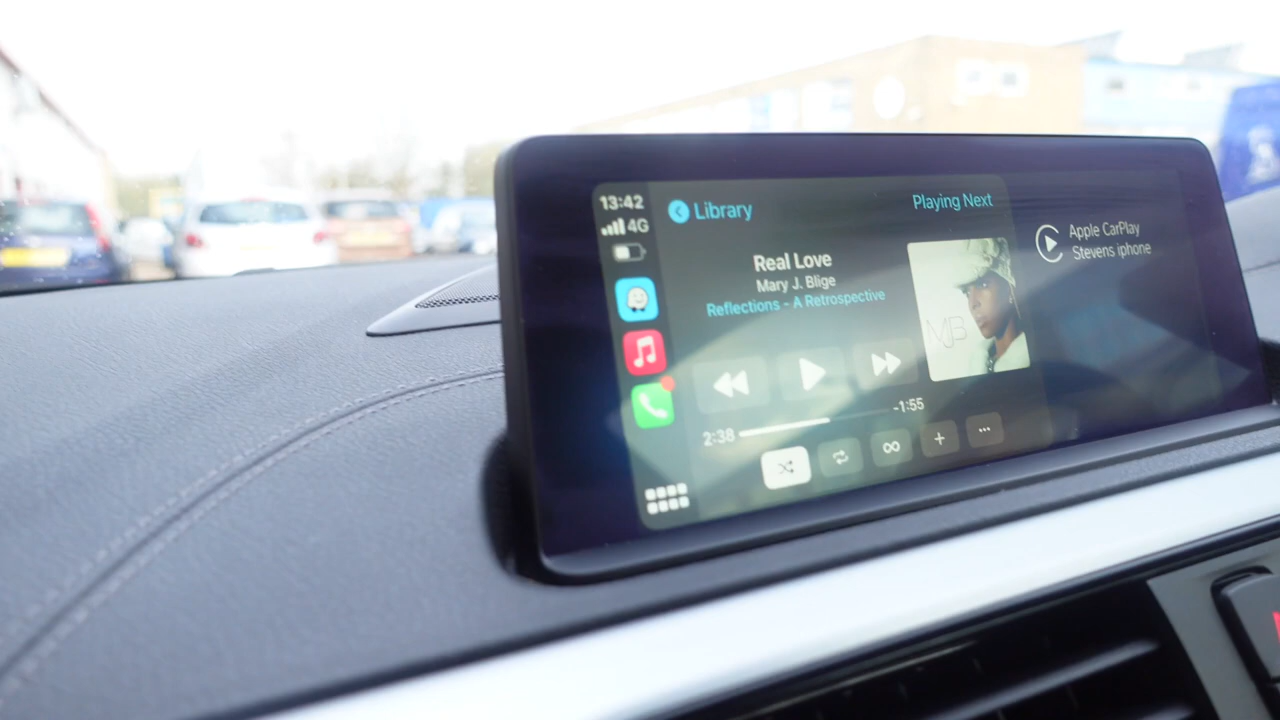 13:42
4G
Library
Playing Next
Real Love
Mary J. Blige
Reflections - A Retrospective
MJB
2:38
-1:55
Apple CarPlay
Stevens iphone